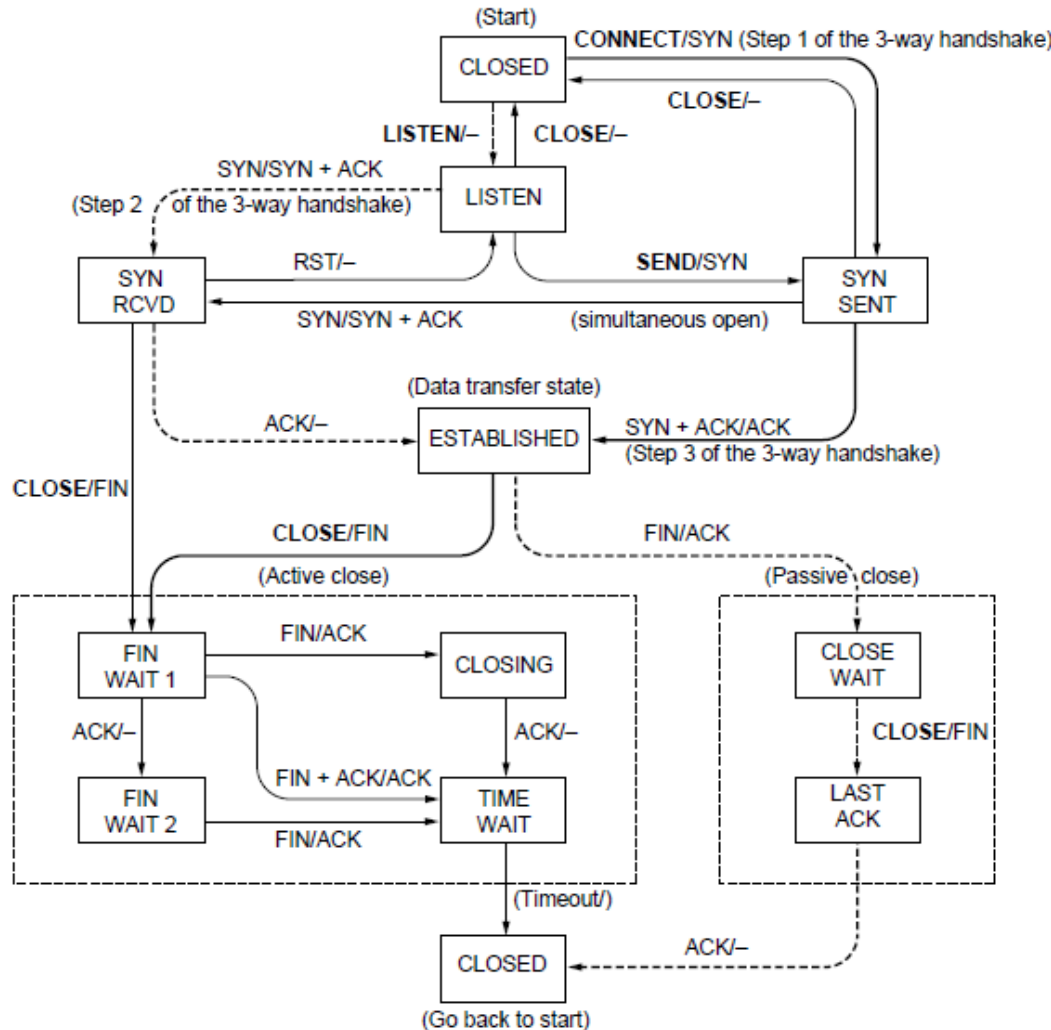 (Start)
CONNECT/SYN (Step 1 of the 3-way handshake)
CLOSED
CLOSE/–
LISTEN/–
CLOSE/–
SYN/SYN + ACK
(Step 2 of the 3-way handshake)
LISTEN
RST/–
SEND/SYN
SYN
RCVD
SYN
SENT
SYN/SYN + ACK
(simultaneous open)
(Data transfer state)
ACK/–
ESTABLISHED
SYN + ACK/ACK
(Step 3 of the 3-way handshake)
CLOSE/FIN
CLOSE/FIN
FIN/ACK
(Active close)
(Passive close)
FIN
WAIT 1
FIN/ACK
CLOSING
CLOSE
WAIT
ACK/–
ACK/–
CLOSE/FIN
FIN + ACK/ACK
FIN
WAIT 2
TIME
WAIT
LAST
ACK
FIN/ACK
(Timeout/)
ACK/–
CLOSED
(Go back to start)